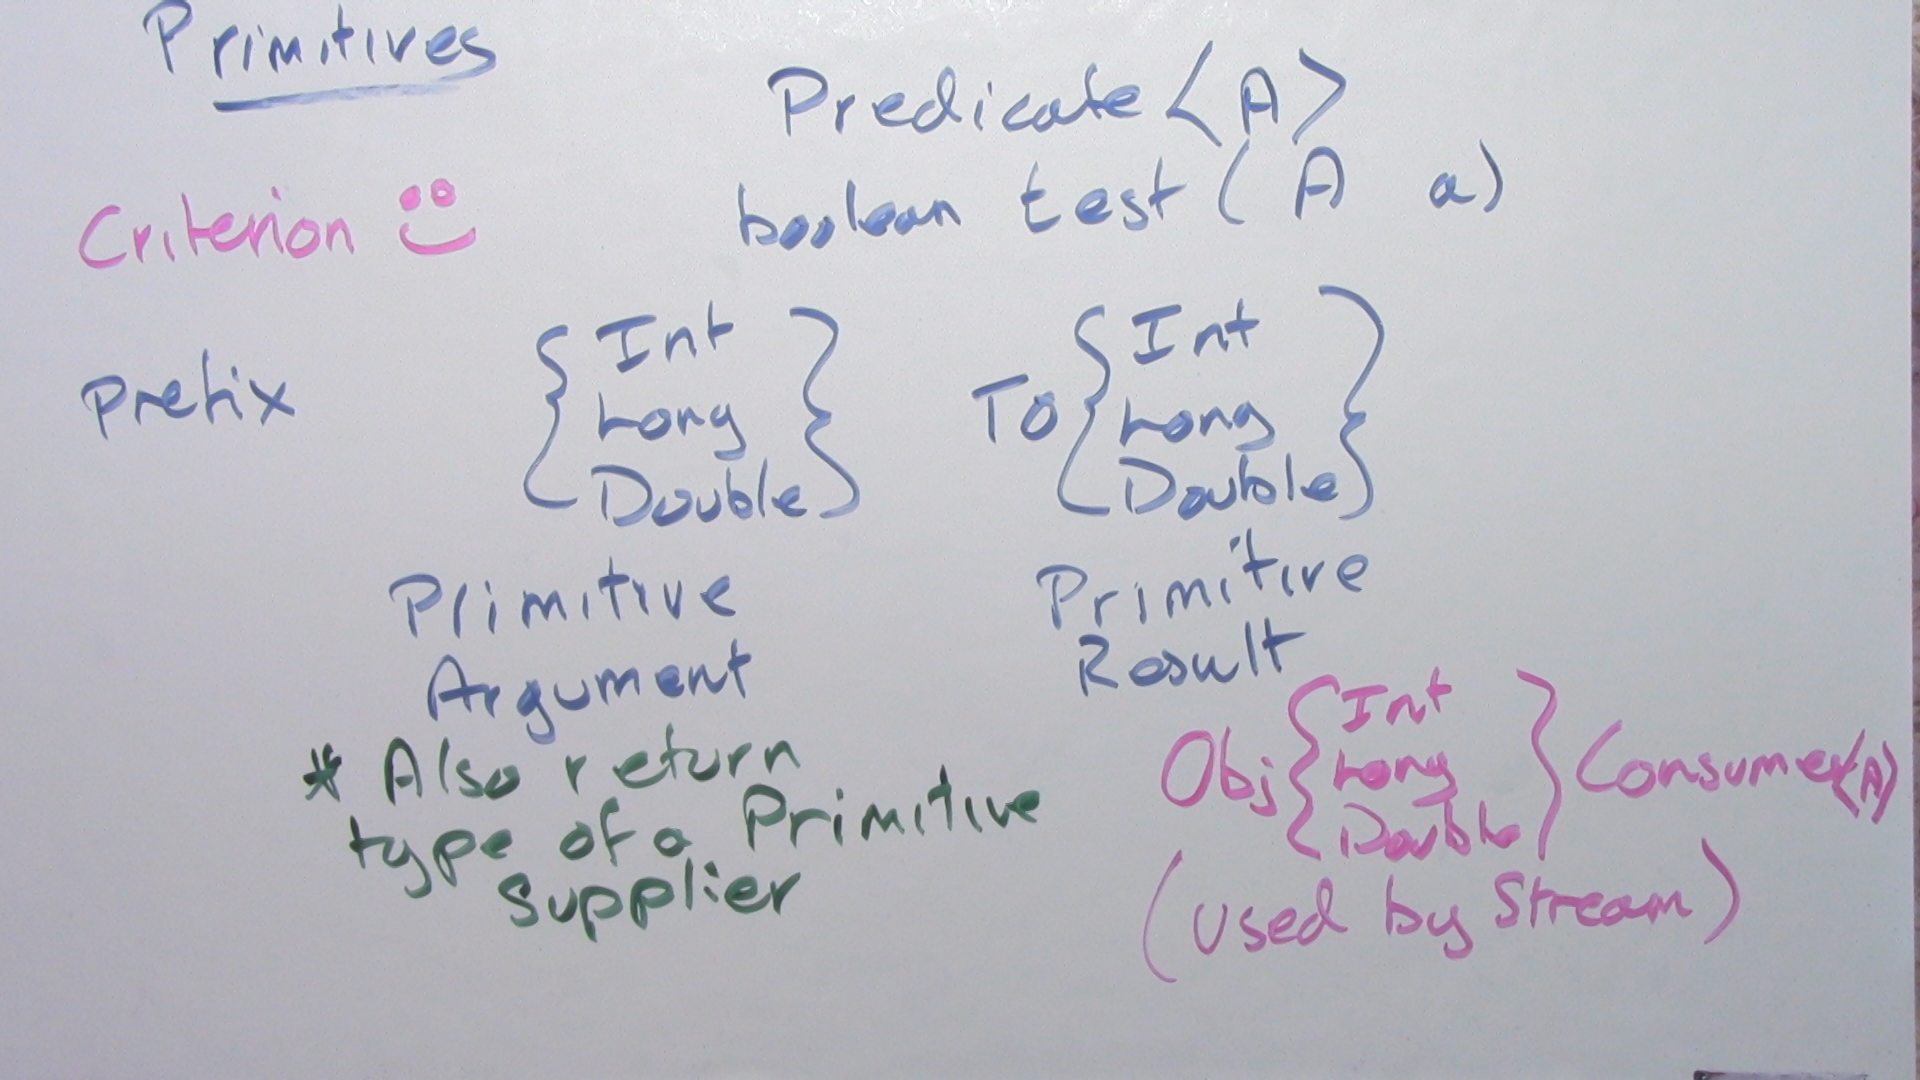 Primitives
Predicate <A>
Criterion
boolean test (A a)
Prefix
{ Int Long Double }
To { Int Long Double }
Primitive
Argument
Primitive
Result
* Also return
type of a Primitive
Supplier
Obj { Int Long Double } Consumer<A>
(used by Stream)